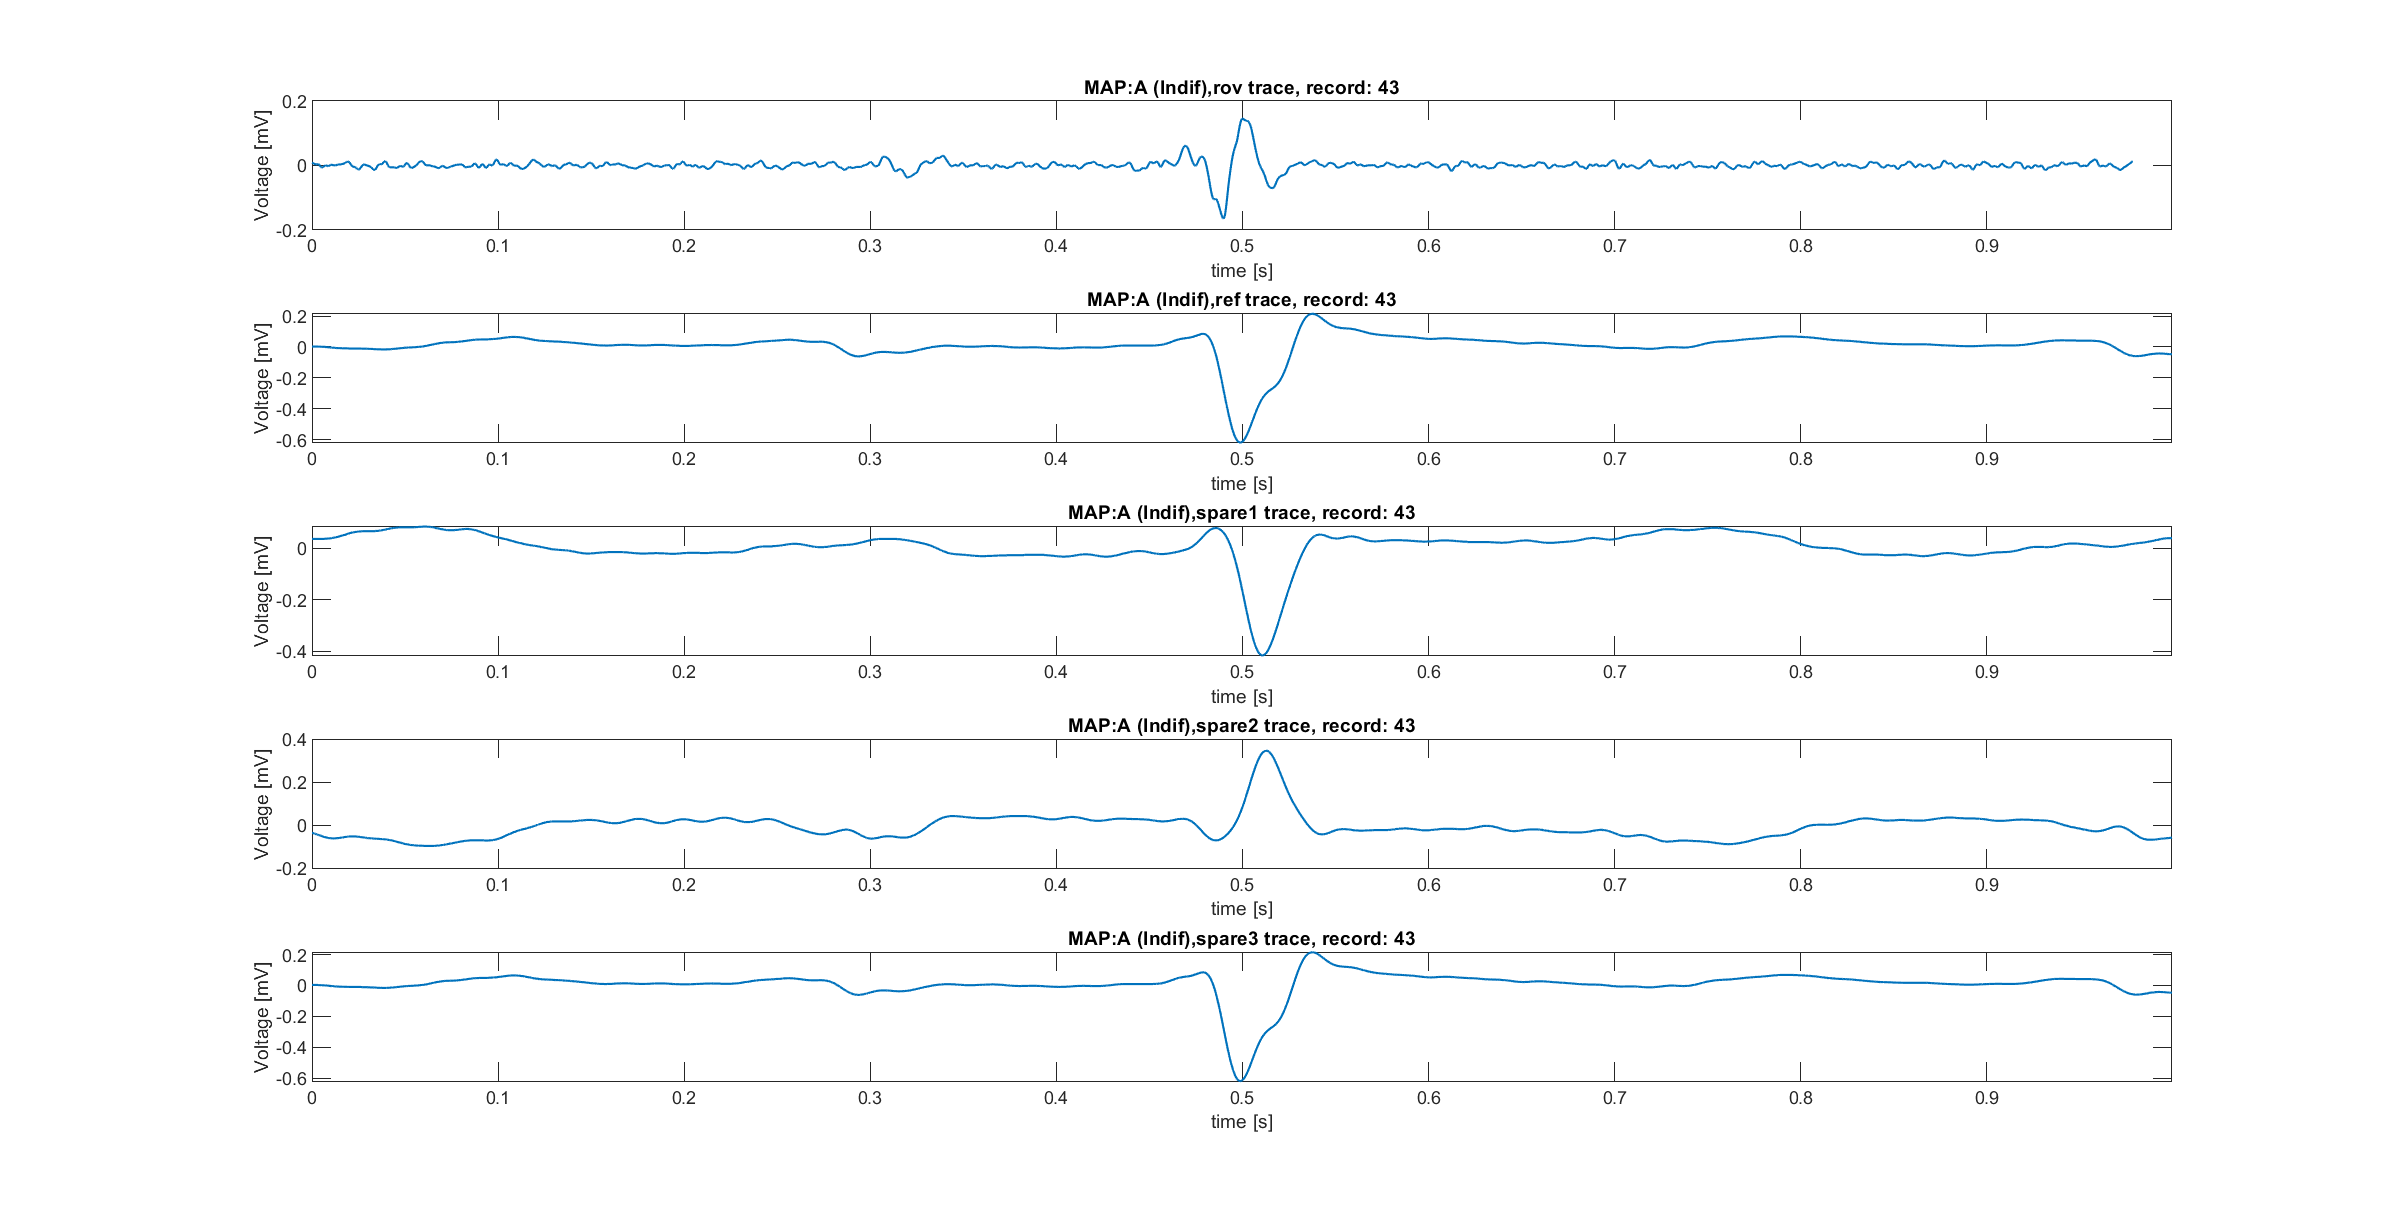 MAP:A (Indif),rov trace, record: 43
Voltage [mV]
0.2
0
-0.2
0 0.1 0.2 0.3 0.4 0.5 0.6 0.7 0.8 0.9
time [s]
MAP:A (Indif),ref trace, record: 43
Voltage [mV]
0.2
0
-0.2
-0.4
-0.6
0 0.1 0.2 0.3 0.4 0.5 0.6 0.7 0.8 0.9
time [s]
MAP:A (Indif),spare1 trace, record: 43
Voltage [mV]
0
-0.2
-0.4
0 0.1 0.2 0.3 0.4 0.5 0.6 0.7 0.8 0.9
time [s]
MAP:A (Indif),spare2 trace, record: 43
Voltage [mV]
0.4
0.2
0
-0.2
0 0.1 0.2 0.3 0.4 0.5 0.6 0.7 0.8 0.9
time [s]
MAP:A (Indif),spare3 trace, record: 43
Voltage [mV]
0.2
0
-0.2
-0.4
-0.6
0 0.1 0.2 0.3 0.4 0.5 0.6 0.7 0.8 0.9
time [s]